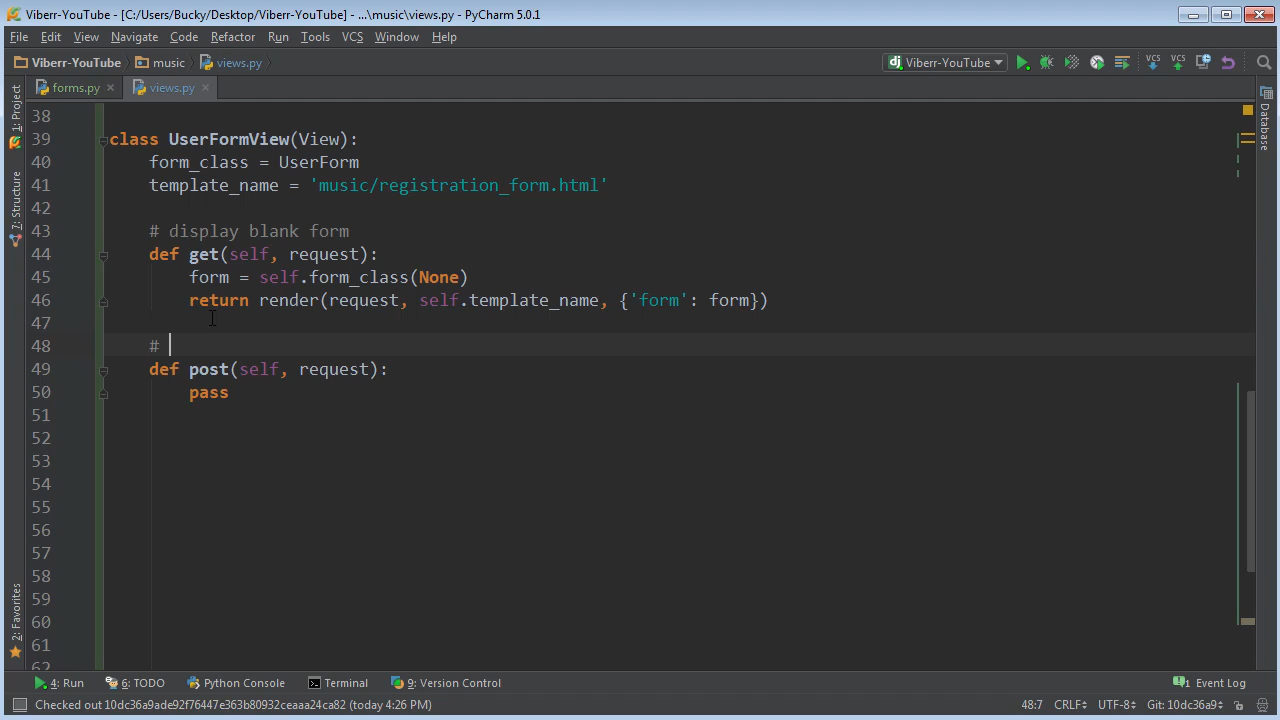 Viberr-YouTube - [C:/Users/Bucky/Desktop/Viberr-YouTube] - ...\music\views.py - PyCharm 5.0.1
File Edit View Navigate Code Refactor Run Tools VCS Window Help
Viberr-YouTube music views.py dj Viberr-YouTube VCS VCS
forms.py views.py
1: Project
7: Structure
2: Favorites
Database
38
39 class UserFormView(View):
40 form_class = UserForm
41 template_name = 'music/registration_form.html'
42
43 # display blank form
44 def get(self, request):
45 form = self.form_class(None)
46 return render(request, self.template_name, {'form': form})
47
48 #
49 def post(self, request):
50 pass
51
52
53
54
55
56
57
58
59
60
61
62
4: Run 6: TODO Python Console Terminal 9: Version Control 1 Event Log
Checked out 10dc36a9ade92f76447e363b80932ceaaa24ca82 (today 4:26 PM) 48:7 CRLF UTF-8 Git: 10dc36a9